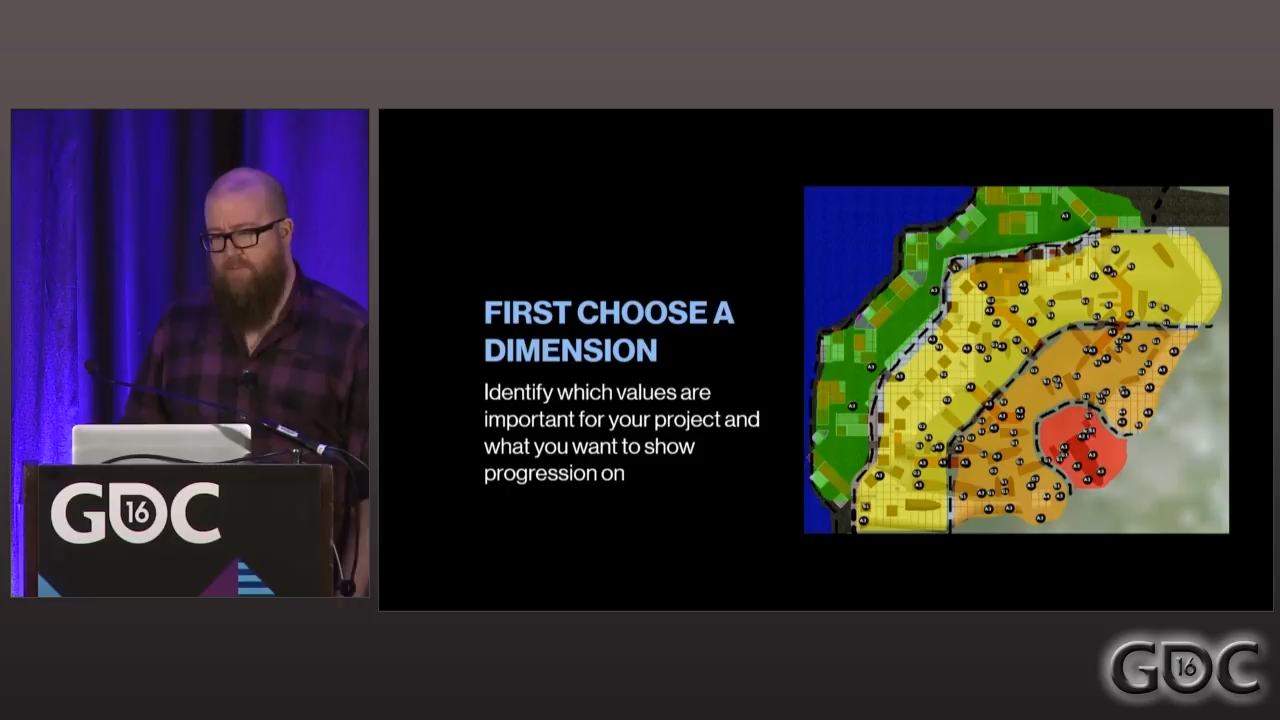 FIRST CHOOSE A
DIMENSION
Identify which values are
important for your project and
what you want to show
progression on
GDC
16
GDC
16